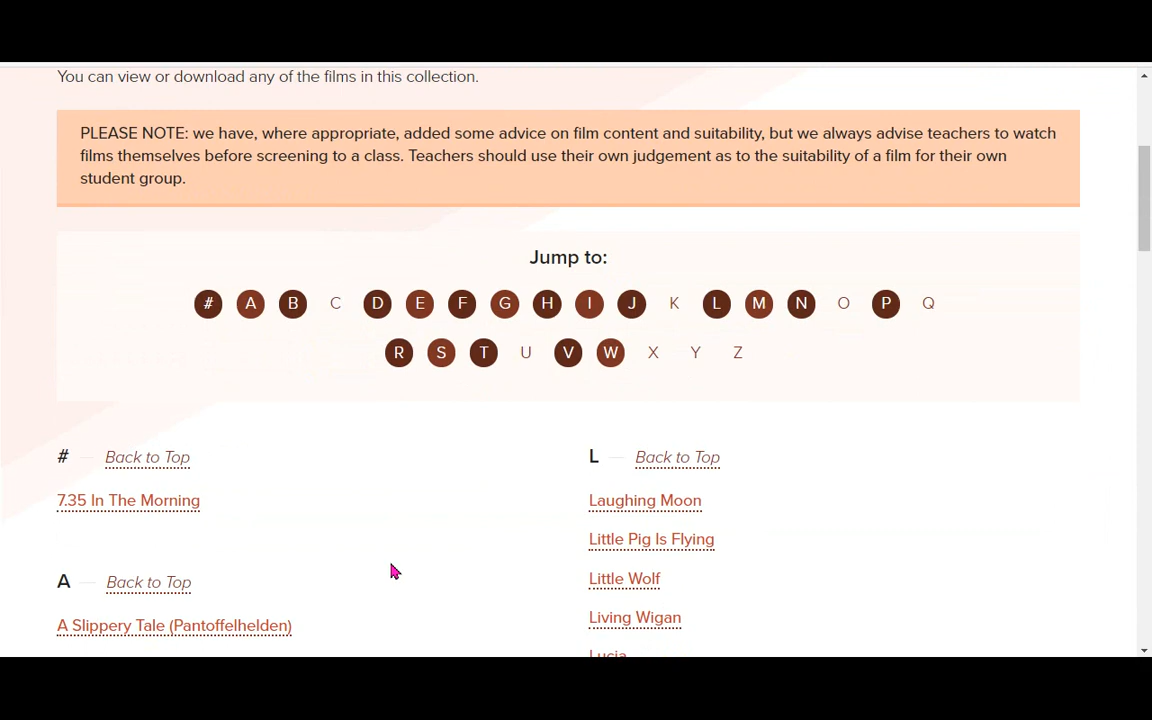 You can view or download any of the films in this collection.
PLEASE NOTE: we have, where appropriate, added some advice on film content and suitability, but we always advise teachers to watch
films themselves before screening to a class. Teachers should use their own judgement as to the suitability of a film for their own
student group.
Jump to:
# A B C D E F G H I J K L M N O P Q
R S T U V W X Y Z
# Back to Top
7.35 In The Morning
A Back to Top
A Slippery Tale (Pantoffelhelden)
L Back to Top
Laughing Moon
Little Pig Is Flying
Little Wolf
Living Wigan
Lucia